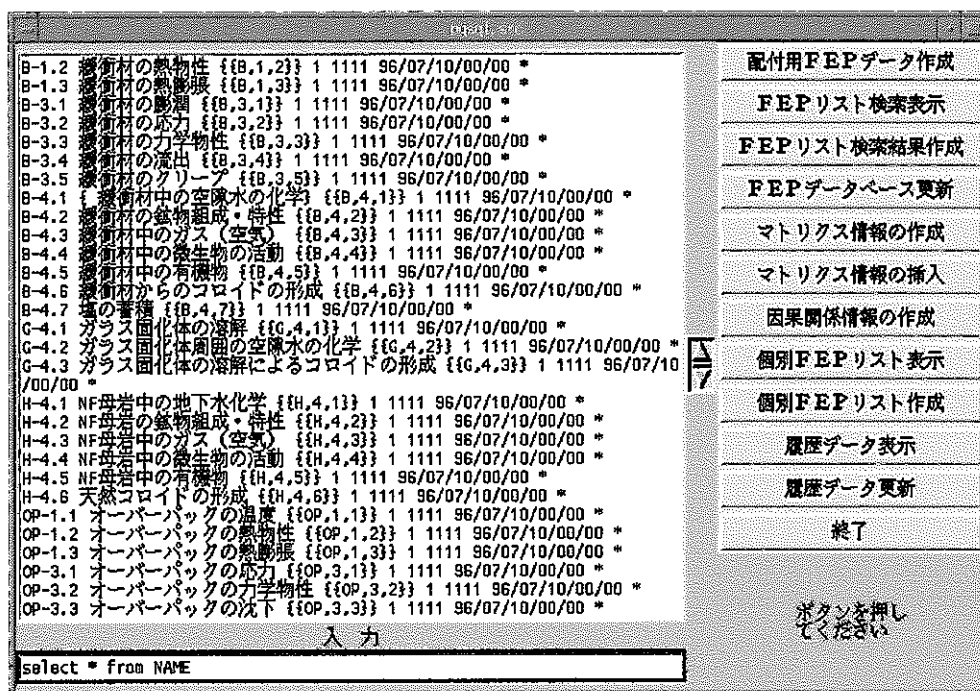 B-1.2 緩衝材の熱物性 {{B,1,2}} 1 1111 96/07/10/00/00 *
B-1.3 緩衝材の熱膨張 {{B,1,3}} 1 1111 96/07/10/00/00 *
B-3.1 緩衝材の膨潤 {{B,3,1}} 1 1111 96/07/10/00/00 *
B-3.2 緩衝材の応力 {{B,3,2}} 1 1111 96/07/10/00/00 *
B-3.3 緩衝材の力学物性 {{B,3,3}} 1 1111 96/07/10/00/00 *
B-3.4 緩衝材の流出 {{B,3,4}} 1 1111 96/07/10/00/00 *
B-3.5 緩衝材のクリープ {{B,3,5}} 1 1111 96/07/10/00/00 *
B-4.1 { 緩衝材中の空隙水の化学} {{B,4,1}} 1 1111 96/07/10/00/00 *
B-4.2 緩衝材の鉱物組成・特性 {{B,4,2}} 1 1111 96/07/10/00/00 *
B-4.3 緩衝材中のガス（空気） {{B,4,3}} 1 1111 96/07/10/00/00 *
B-4.4 緩衝材中の微生物の活動 {{B,4,4}} 1 1111 96/07/10/00/00 *
B-4.5 緩衝材中の有機物 {{B,4,5}} 1 1111 96/07/10/00/00 *
B-4.6 緩衝材からのコロイドの形成 {{B,4,6}} 1 1111 96/07/10/00/00 *
B-4.7 塩の蓄積 {{B,4,7}} 1 1111 96/07/10/00/00 *
G-4.1 ガラス固化体の溶解 {{G,4,1}} 1 1111 96/07/10/00/00 *
G-4.2 ガラス固化体周囲の空隙水の化学 {{G,4,2}} 1 1111 96/07/10/00/00 *
G-4.3 ガラス固化体の溶解によるコロイドの形成 {{G,4,3}} 1 1111 96/07/10
/00/00 *
H-4.1 NF母岩中の地下水化学 {{H,4,1}} 1 1111 96/07/10/00/00 *
H-4.2 NF母岩の鉱物組成・特性 {{H,4,2}} 1 1111 96/07/10/00/00 *
H-4.3 NF母岩中のガス（空気） {{H,4,3}} 1 1111 96/07/10/00/00 *
H-4.4 NF母岩中の微生物の活動 {{H,4,4}} 1 1111 96/07/10/00/00 *
H-4.5 NF母岩中の有機物 {{H,4,5}} 1 1111 96/07/10/00/00 *
H-4.6 天然コロイドの形成 {{H,4,6}} 1 1111 96/07/10/00/00 *
OP-1.1 オーバーパックの温度 {{OP,1,1}} 1 1111 96/07/10/00/00 *
OP-1.2 オーバーパックの熱物性 {{OP,1,2}} 1 1111 96/07/10/00/00 *
OP-1.3 オーバーパックの熱膨張 {{OP,1,3}} 1 1111 96/07/10/00/00 *
OP-3.1 オーバーパックの応力 {{OP,3,1}} 1 1111 96/07/10/00/00 *
OP-3.2 オーバーパックの力学物性 {{OP,3,2}} 1 1111 96/07/10/00/00 *
OP-3.3 オーバーパックの沈下 {{OP,3,3}} 1 1111 96/07/10/00/00 *
入力
select * from NAME
配付用ＦＥＰデータ作成
ＦＥＰリスト検索表示
ＦＥＰリスト検索結果作成
ＦＥＰデータベース更新
マトリクス情報の作成
マトリクス情報の挿入
因果関係情報の作成
個別ＦＥＰリスト表示
個別ＦＥＰリスト作成
履歴データ表示
履歴データ更新
終了
ボタンを押し
てください